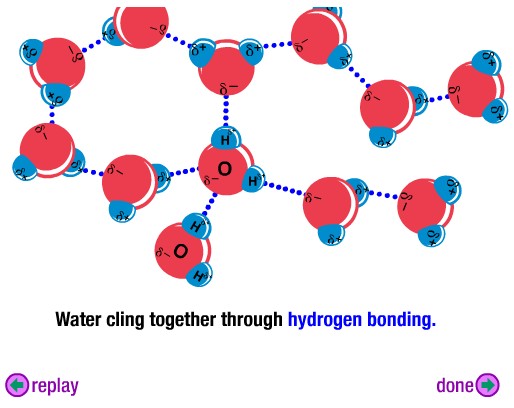 δ+ δ− δ− δ+ δ+ δ−
δ+ δ− δ+ δ−
δ+ δ− δ+ δ+
δ− H+ δ+
δ+ δ+ δ− δ+ O δ− H+ δ− δ+ δ− δ+
δ+ H+ δ+ δ+
δ− O H+
Water cling together through hydrogen bonding.
replay
done